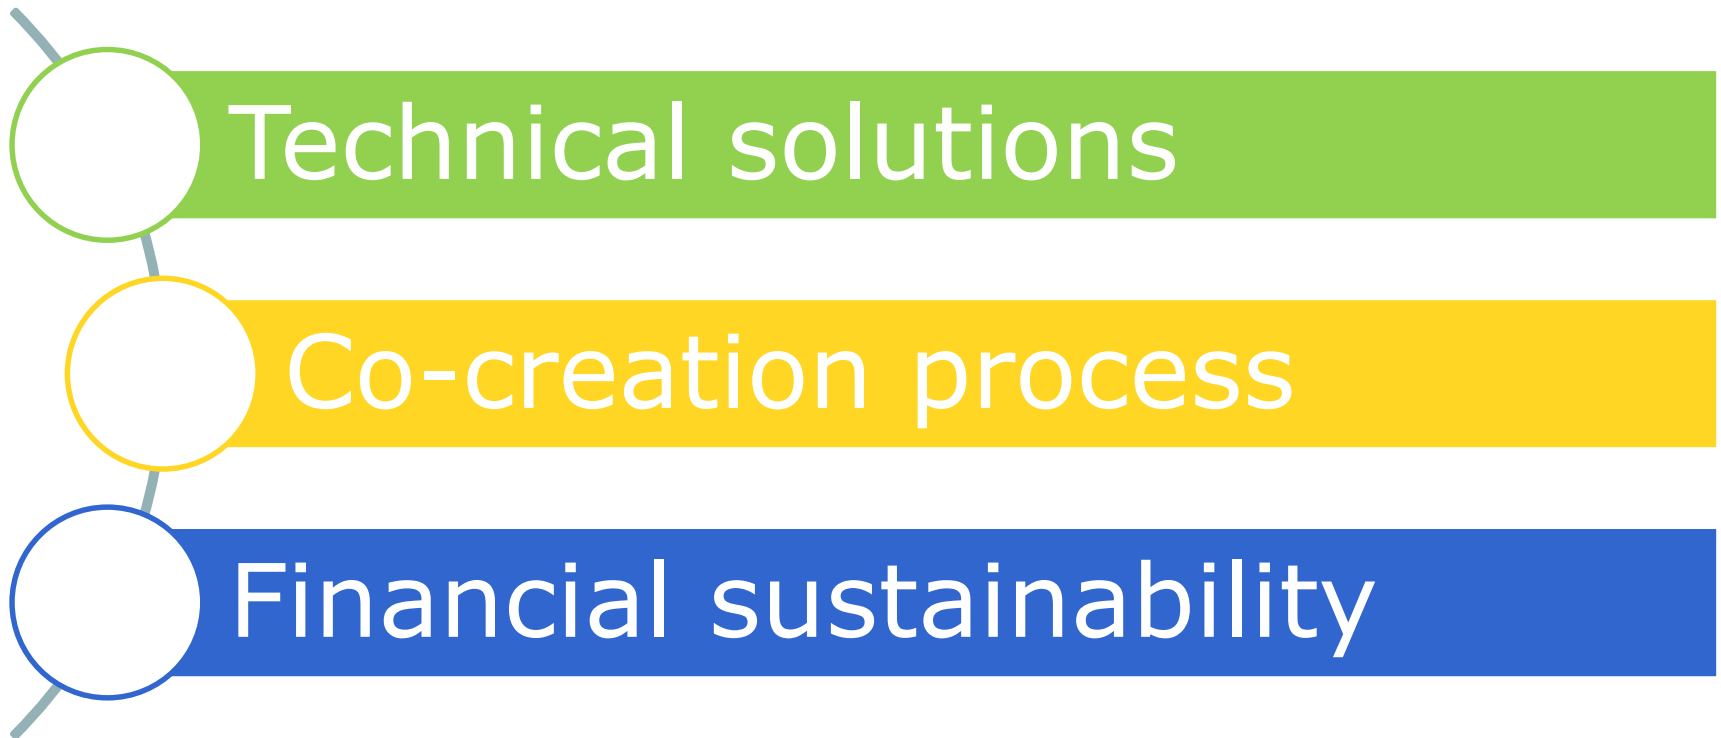 Technical solutions
Co-creation process
Financial sustainability